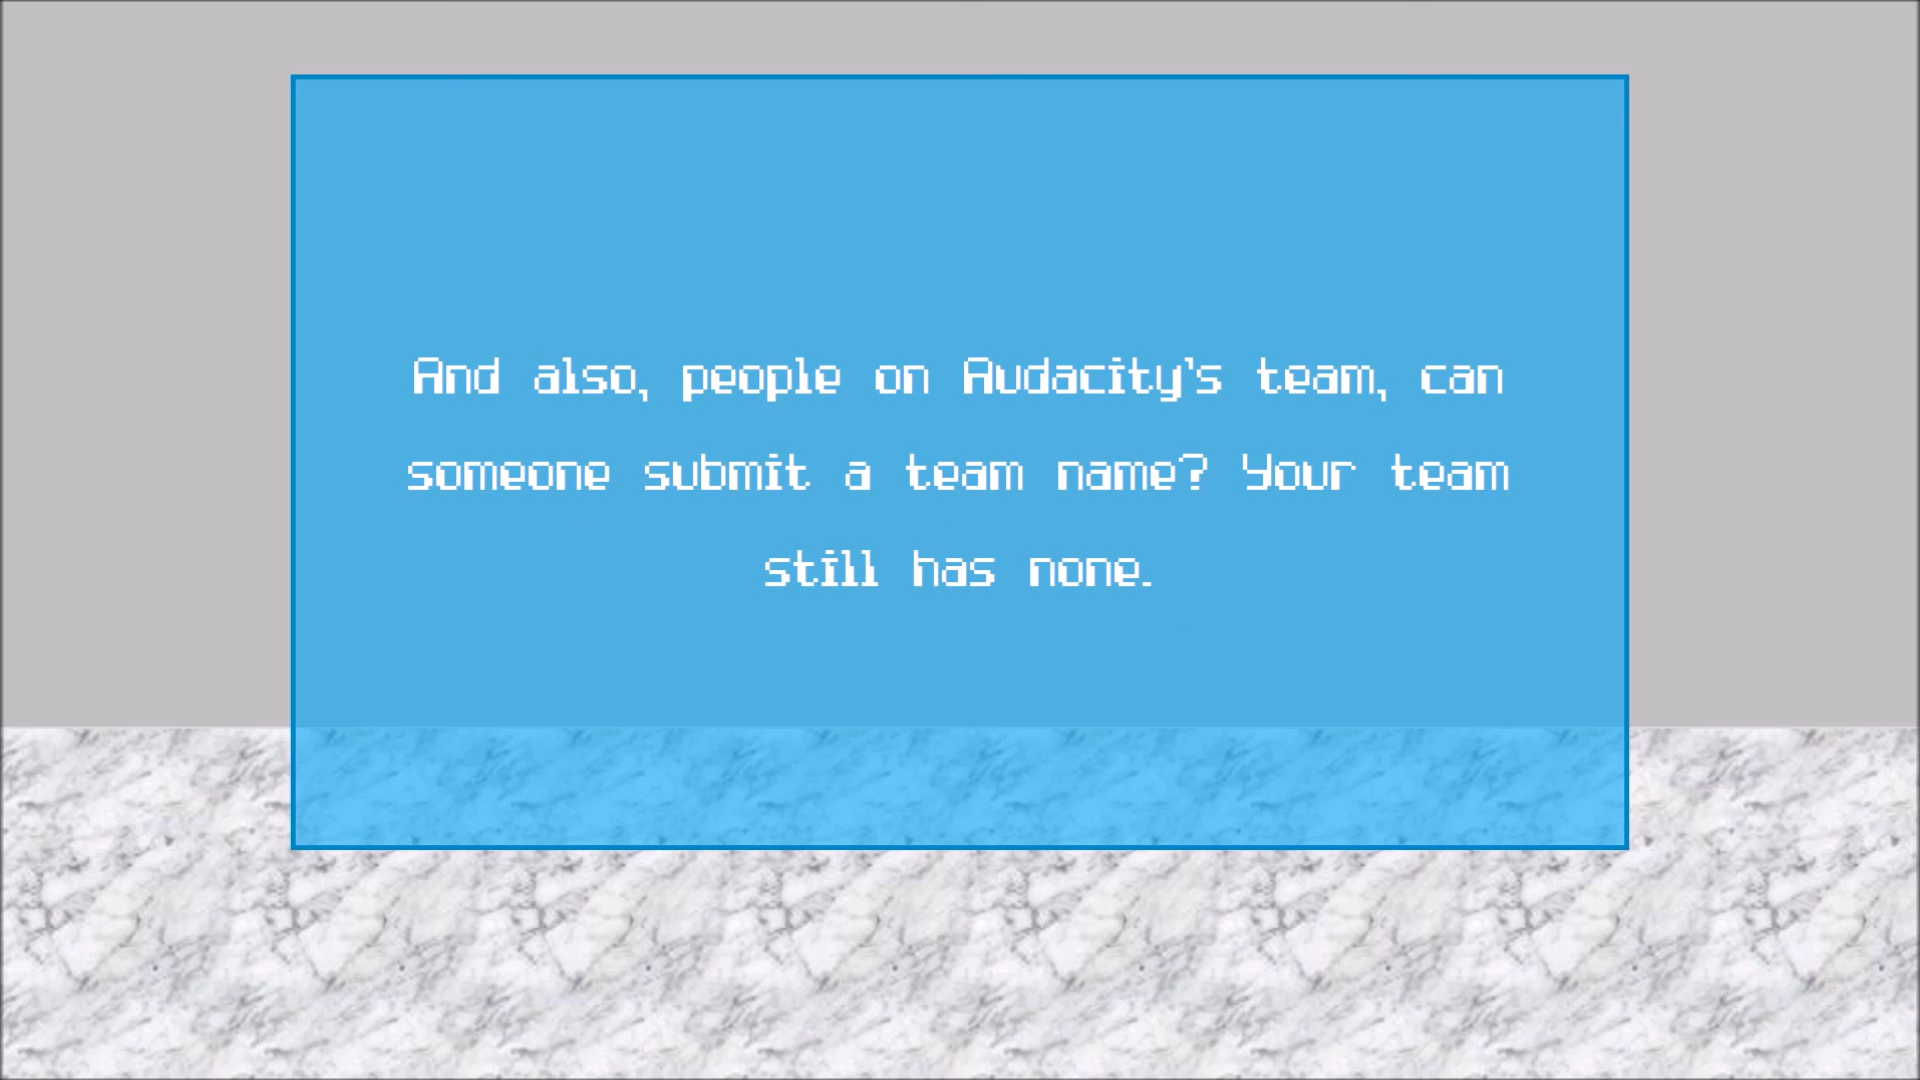 And also, people on Audacity's team, can
someone submit a team name? Your team
still has none.